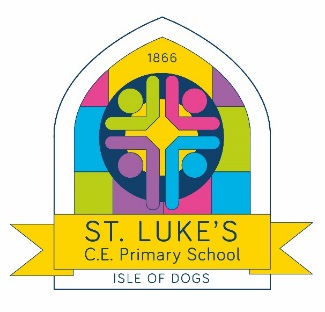 1866
ST. LUKE'S
C.E. Primary School
ISLE OF DOGS